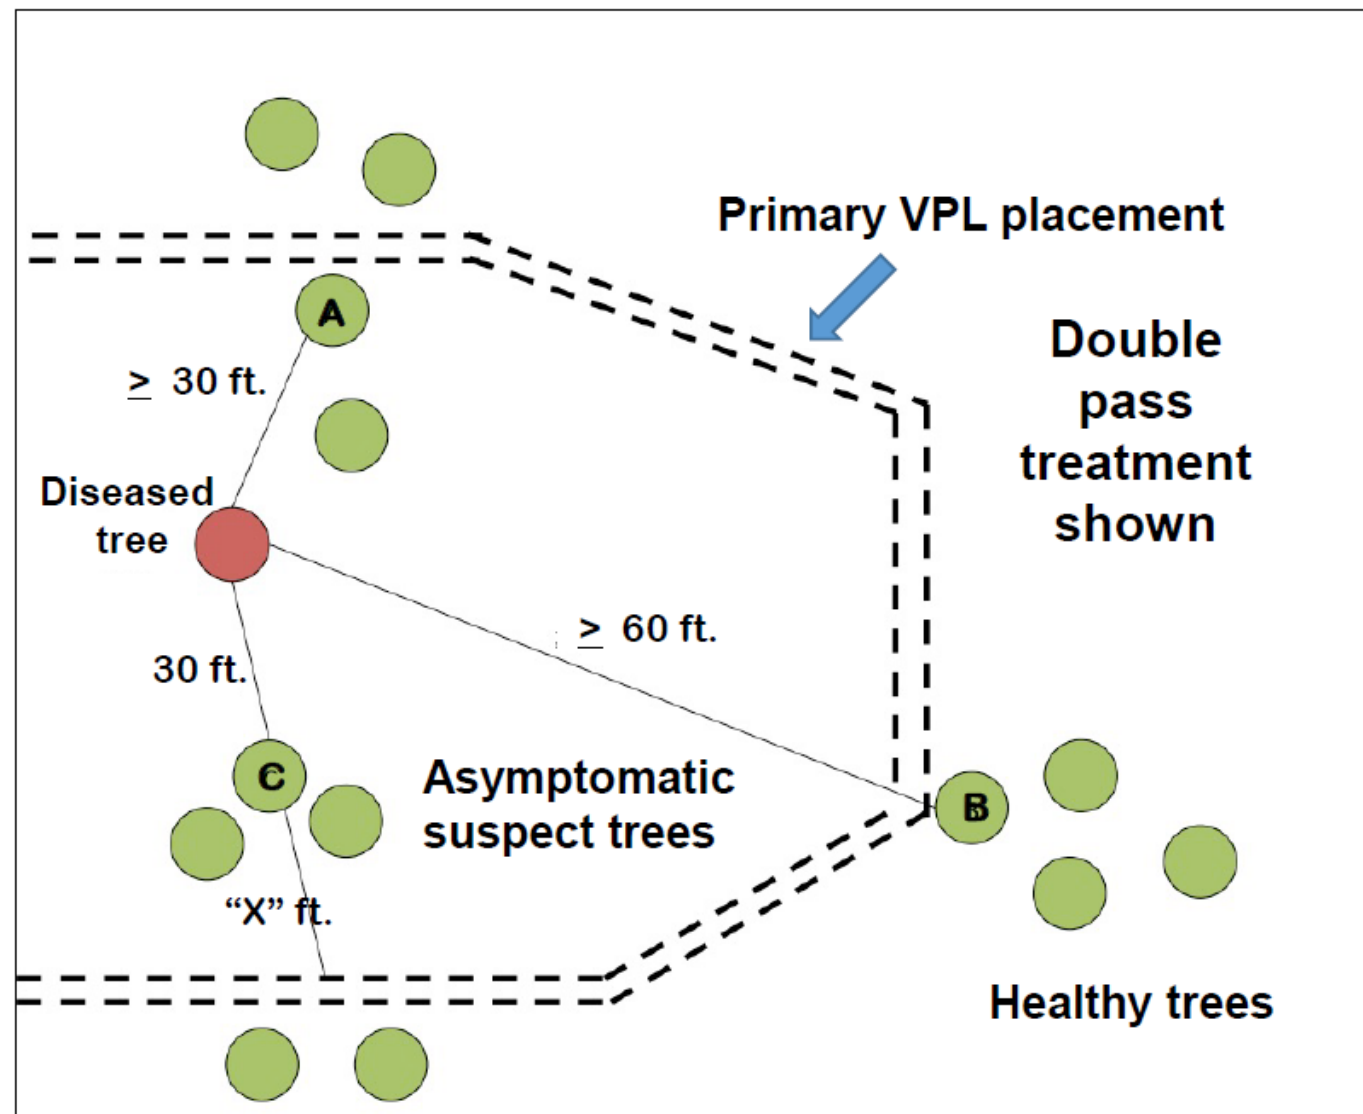 Primary VPL placement
A
≥ 30 ft.
Double
pass
treatment
shown
Diseased
tree
≥ 60 ft.
30 ft.
C
Asymptomatic
suspect trees
B
“X” ft.
Healthy trees